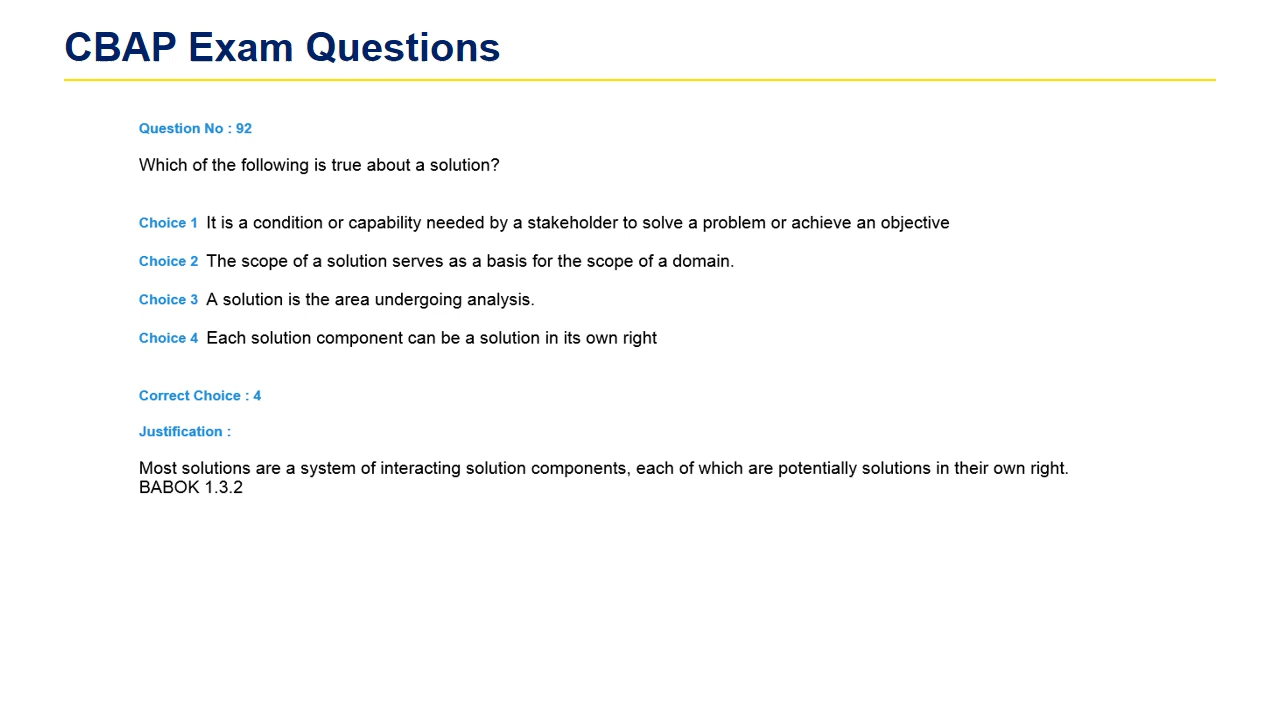 CBAP Exam Questions
Question No : 92
Which of the following is true about a solution?
Choice 1 It is a condition or capability needed by a stakeholder to solve a problem or achieve an objective
Choice 2 The scope of a solution serves as a basis for the scope of a domain.
Choice 3 A solution is the area undergoing analysis.
Choice 4 Each solution component can be a solution in its own right
Correct Choice : 4
Justification :
Most solutions are a system of interacting solution components, each of which are potentially solutions in their own right.
BABOK 1.3.2